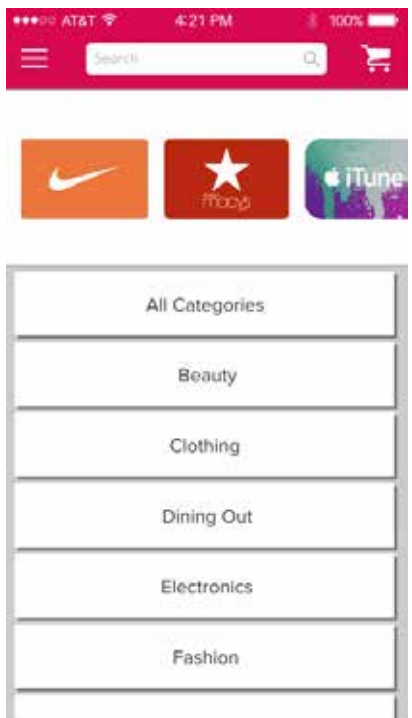 AT&T 4:21 PM 100%
Search
macy's
iTune
All Categories
Beauty
Clothing
Dining Out
Electronics
Fashion